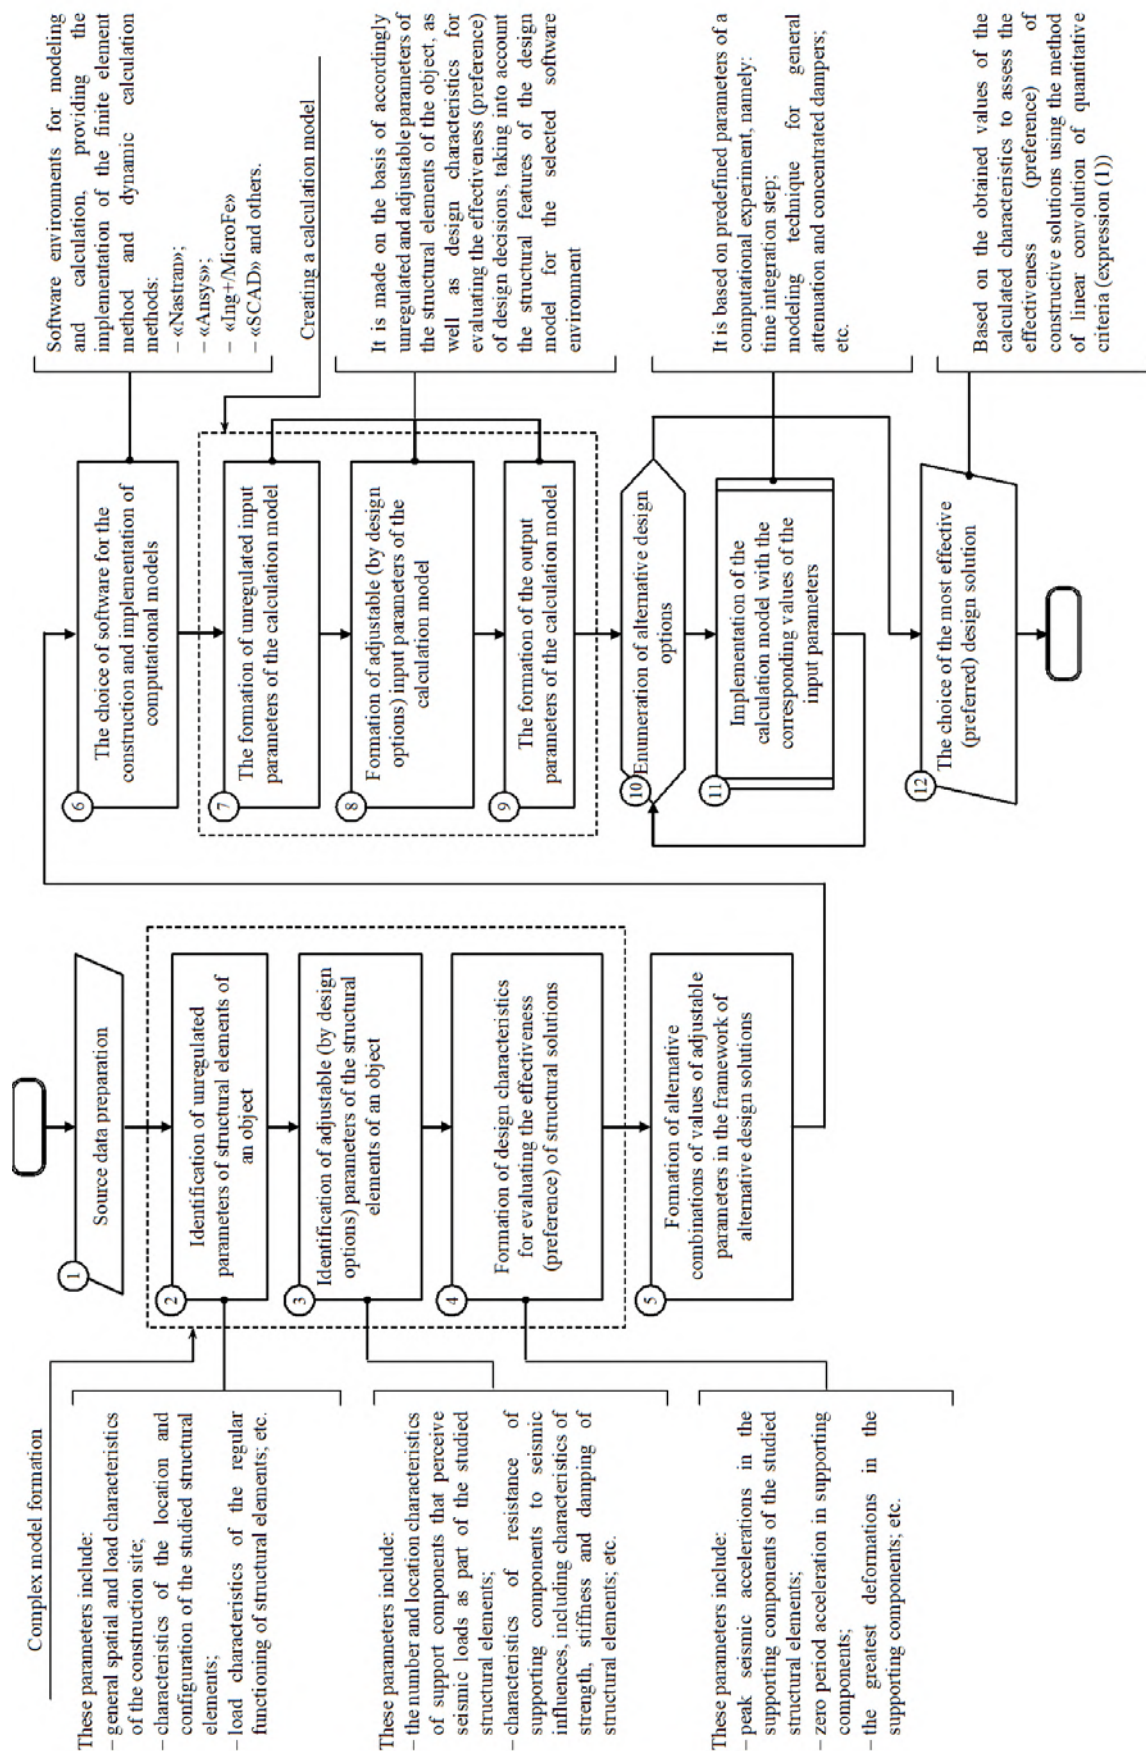 Complex model formation
These parameters include:
– general spatial and load characteristics
of the construction site;
– characteristics of the location and
configuration of the studied structural
elements;
– load characteristics of the regular
functioning of structural elements; etc.
These parameters include:
– the number and location characteristics
of support components that perceive
seismic loads as part of the studied
structural elements;
– characteristics of resistance of
supporting components to seismic
influences, including characteristics of
strength, stiffness and damping of
structural elements; etc.
These parameters include:
– peak seismic accelerations in the
supporting components of the studied
structural elements;
– zero period acceleration in supporting
components;
– the greatest deformations in the
supporting components; etc.
1
Source data preparation
2
Identification of unregulated
parameters of structural elements of
an object
3
Identification of adjustable (by design
options) parameters of the structural
elements of an object
4
Formation of design characteristics
for evaluating the effectiveness
(preference) of structural solutions
5
Formation of alternative
combinations of values of adjustable
parameters in the framework of
alternative design solutions
6
The choice of software for the
construction and implementation of
computational models
7
The formation of unregulated input
parameters of the calculation model
8
Formation of adjustable (by design
options) input parameters of the
calculation model
9
The formation of the output
parameters of the calculation model
10
Enumeration of alternative design
options
11
Implementation of the
calculation model with the
corresponding values of the
input parameters
12
The choice of the most effective
(preferred) design solution
Software environments for modeling
and calculation, providing the
implementation of the finite element
method and dynamic calculation
methods:
– «Nastran»;
– «Ansys»;
– «Ing+/MicroFe»
– «SCAD» and others.
Creating a calculation model
It is made on the basis of accordingly
unregulated and adjustable parameters of
the structural elements of the object, as
well as design characteristics for
evaluating the effectiveness (preference)
of design decisions, taking into account
the structural features of the design
model for the selected software
environment
It is based on predefined parameters of a
computational experiment, namely:
time integration step;
modeling technique for general
attenuation and concentrated dampers;
etc.
Based on the obtained values of the
calculated characteristics to assess the
effectiveness (preference) of
constructive solutions using the method
of linear convolution of quantitative
criteria (expression (1))